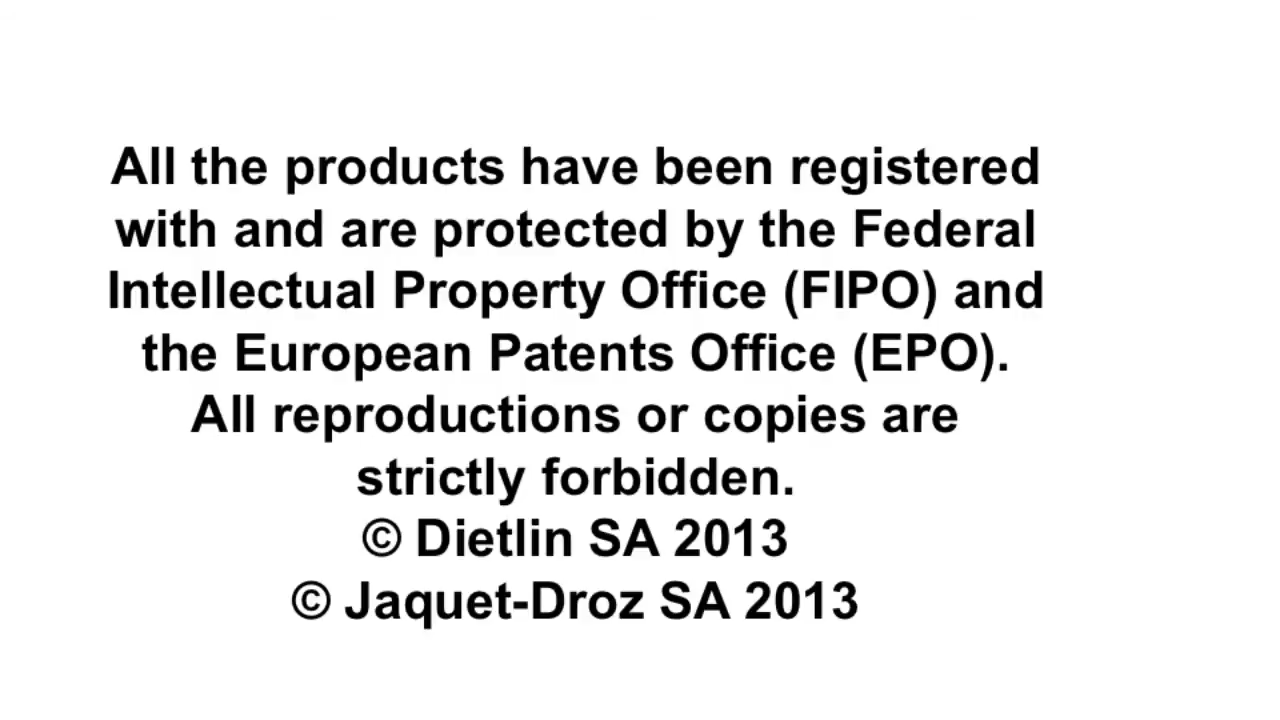 All the products have been registered
with and are protected by the Federal
Intellectual Property Office (FIPO) and
the European Patents Office (EPO).
All reproductions or copies are
strictly forbidden.
© Dietlin SA 2013
© Jaquet-Droz SA 2013